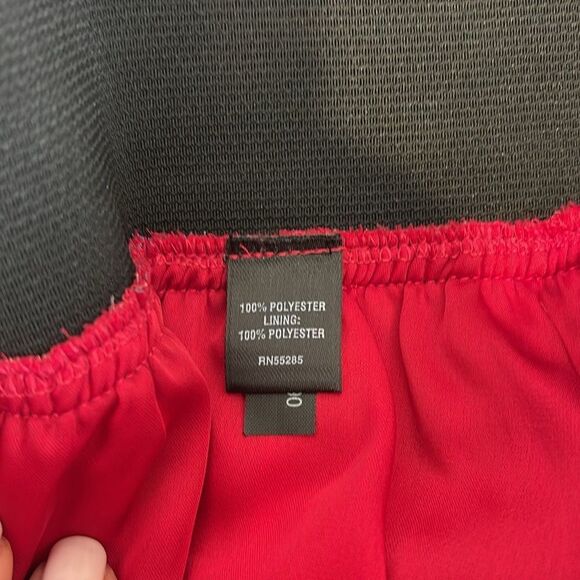 100% POLYESTER
LINING:
100% POLYESTER
RN55285